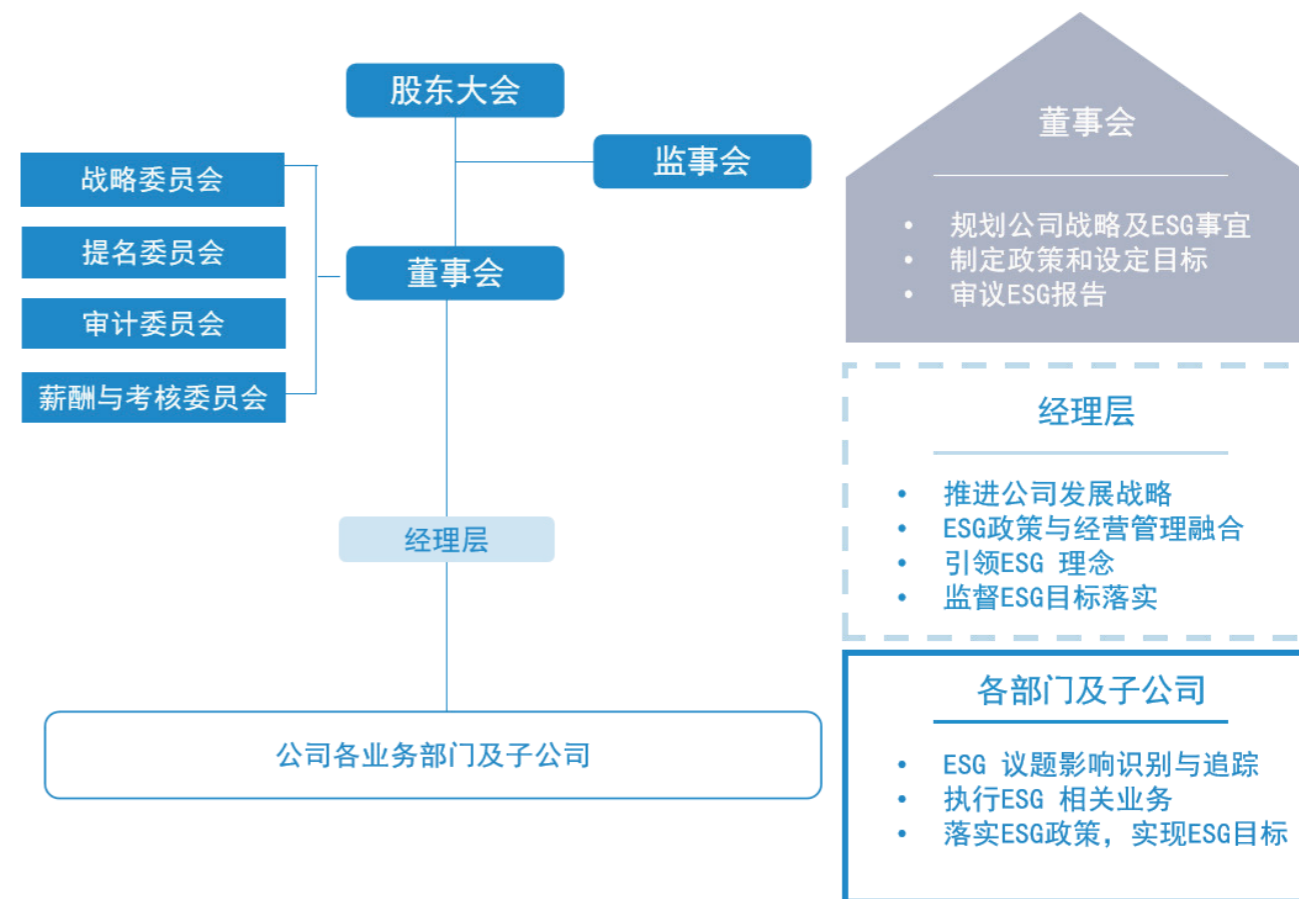 股东大会
监事会
战略委员会
提名委员会
审计委员会
薪酬与考核委员会
董事会
经理层
公司各业务部门及子公司
董事会
• 规划公司战略及ESG事宜
• 制定政策和设定目标
• 审议ESG报告
经理层
• 推进公司发展战略
• ESG政策与经营管理融合
• 引领ESG 理念
• 监督ESG目标落实
各部门及子公司
• ESG 议题影响识别与追踪
• 执行ESG 相关业务
• 落实ESG政策，实现ESG目标